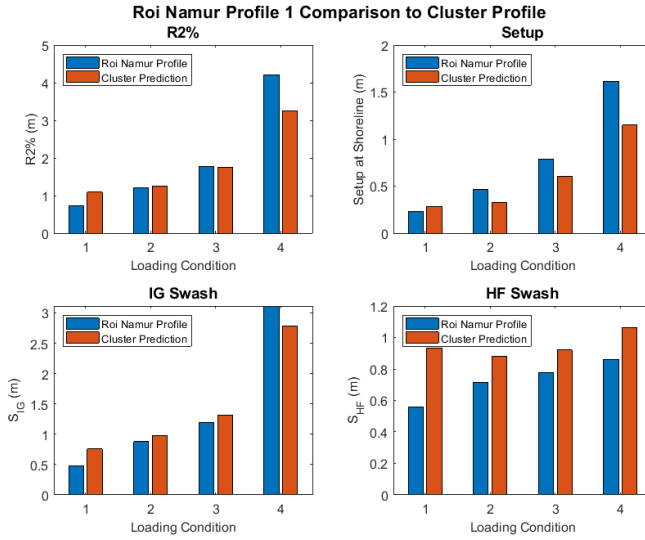 Roi Namur Profile 1 Comparison to Cluster Profile
R2%
5
4
3
2
1
0
R2% (m)
Roi Namur Profile
Cluster Prediction
1 2 3 4
Loading Condition
Setup
2
1.5
1
0.5
0
Setup at Shoreline (m)
Roi Namur Profile
Cluster Prediction
1 2 3 4
Loading Condition
IG Swash
3
2.5
2
1.5
1
0.5
0
S_IG (m)
Roi Namur Profile
Cluster Prediction
1 2 3 4
Loading Condition
HF Swash
1.2
1
0.8
0.6
0.4
0.2
0
S_HF (m)
Roi Namur Profile
Cluster Prediction
1 2 3 4
Loading Condition